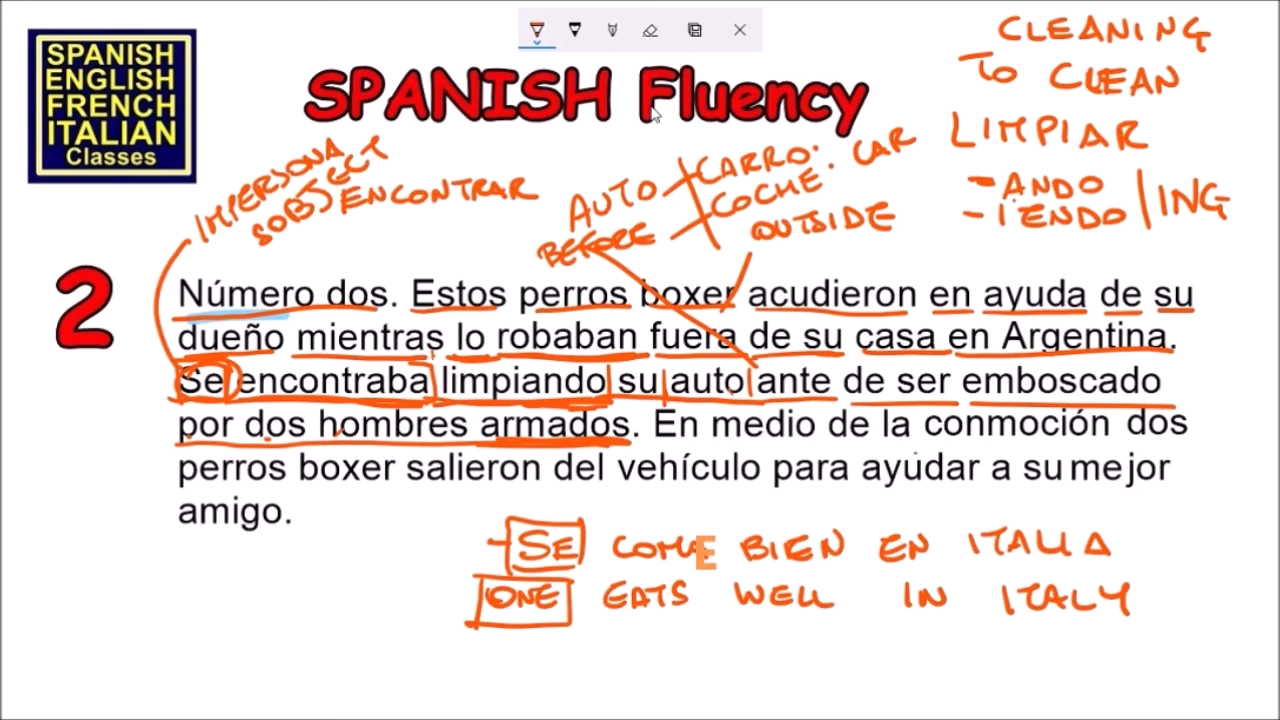 SPANISH
ENGLISH
FRENCH
ITALIAN
Classes
SPANISH Fluency
CLEANING
TO CLEAN
LIMPIAR
-ANDO
-IENDO / ING
IMPERSONA
SOBJECT
ENCONTRAR
AUTO
CARRO: CAR
COCHE
BEFORE
OUTSIDE
2
Número dos. Estos perros boxer acudieron en ayuda de su
dueño mientras lo robaban fuera de su casa en Argentina.
Se encontraba limpiando su auto ante de ser emboscado
por dos hombres armados. En medio de la conmoción dos
perros boxer salieron del vehículo para ayudar a su mejor
amigo.
-SE COME BIEN EN ITALIA
ONE EATS WELL IN ITALY